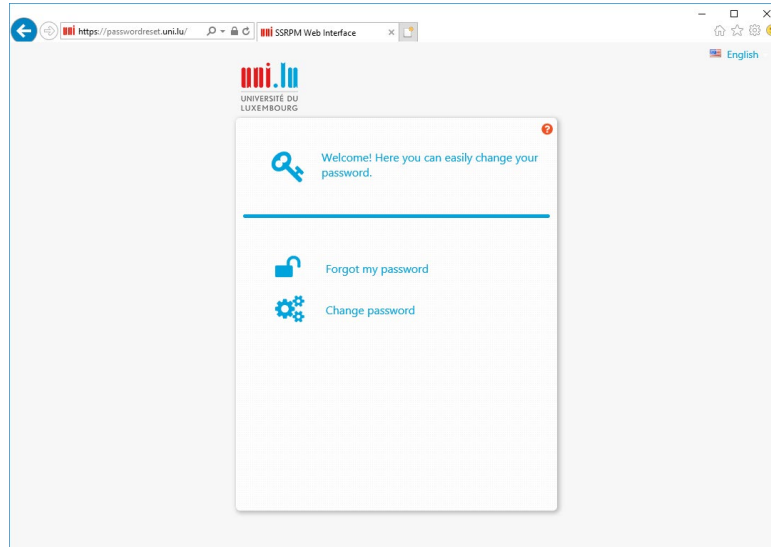 https://passwordreset.uni.lu/
SSRPM Web Interface
English
uni.lu
UNIVERSITÉ DU
LUXEMBOURG
?
Welcome! Here you can easily change your
password.
Forgot my password
Change password